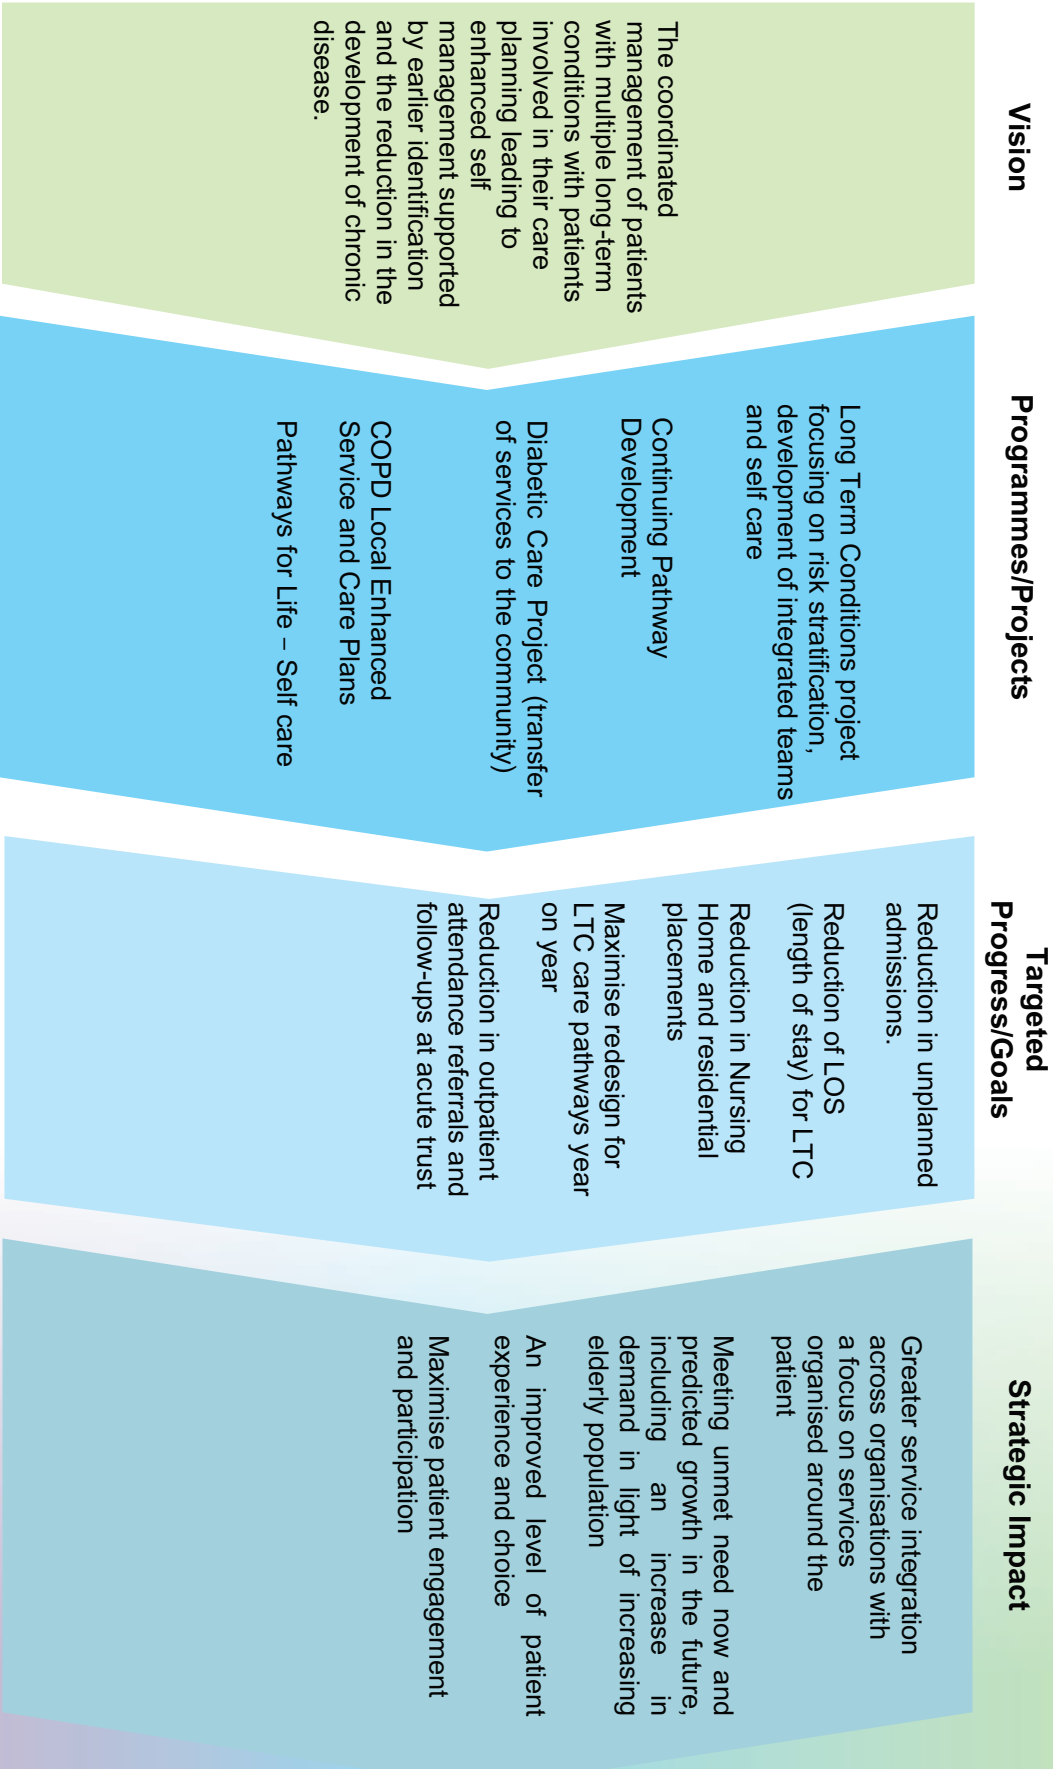 Vision
The coordinated
management of patients
with multiple long-term
conditions with patients
involved in their care
planning leading to
enhanced self
management supported
by earlier identification
and the reduction in the
development of chronic
disease.
Programmes/Projects
Long Term Conditions project
focusing on risk stratification,
development of integrated teams
and self care
Continuing Pathway
Development
Diabetic Care Project (transfer
of services to the community)
COPD Local Enhanced
Service and Care Plans
Pathways for Life – Self care
Targeted
Progress/Goals
Reduction in unplanned
admissions.
Reduction of LOS
(length of stay) for LTC
Reduction in Nursing
Home and residential
placements
Maximise redesign for
LTC care pathways year
on year
Reduction in outpatient
attendance referrals and
follow-ups at acute trust
Strategic Impact
Greater service integration
across organisations with
a focus on services
organised around the
patient
Meeting unmet need now and
predicted growth in the future,
including an increase in
demand in light of increasing
elderly population
An improved level of patient
experience and choice
Maximise patient engagement
and participation